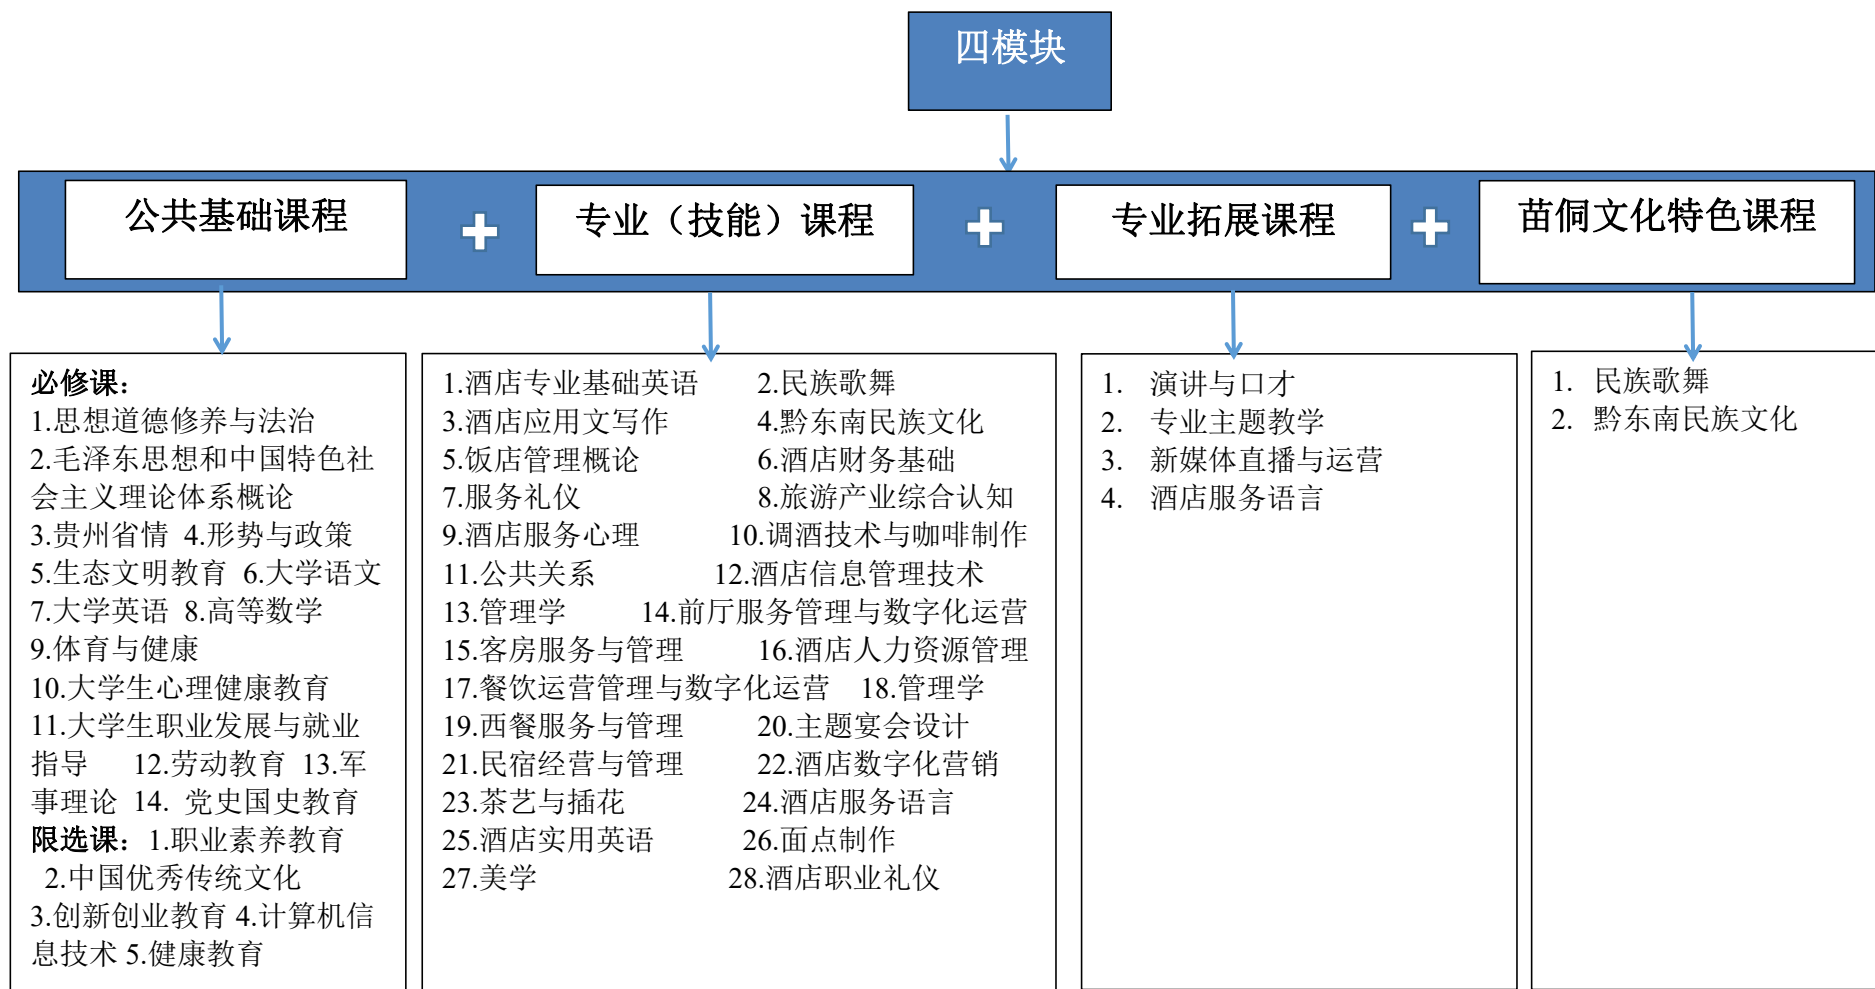 四模块
公共基础课程
专业（技能）课程
专业拓展课程
苗侗文化特色课程
必修课：
1.思想道德修养与法治
2.毛泽东思想和中国特色社
会主义理论体系概论
3.贵州省情 4.形势与政策
5.生态文明教育 6.大学语文
7.大学英语 8.高等数学
9.体育与健康
10.大学生心理健康教育
11.大学生职业发展与就业
指导 12.劳动教育 13.军
事理论 14. 党史国史教育
限选课：1.职业素养教育
2.中国优秀传统文化
3.创新创业教育 4.计算机信
息技术 5.健康教育
1.酒店专业基础英语 2.民族歌舞
3.酒店应用文写作 4.黔东南民族文化
5.饭店管理概论 6.酒店财务基础
7.服务礼仪 8.旅游产业综合认知
9.酒店服务心理 10.调酒技术与咖啡制作
11.公共关系 12.酒店信息管理技术
13.管理学 14.前厅服务管理与数字化运营
15.客房服务与管理 16.酒店人力资源管理
17.餐饮运营管理与数字化运营 18.管理学
19.西餐服务与管理 20.主题宴会设计
21.民宿经营与管理 22.酒店数字化营销
23.茶艺与插花 24.酒店服务语言
25.酒店实用英语 26.面点制作
27.美学 28.酒店职业礼仪
1. 演讲与口才
2. 专业主题教学
3. 新媒体直播与运营
4. 酒店服务语言
1. 民族歌舞
2. 黔东南民族文化